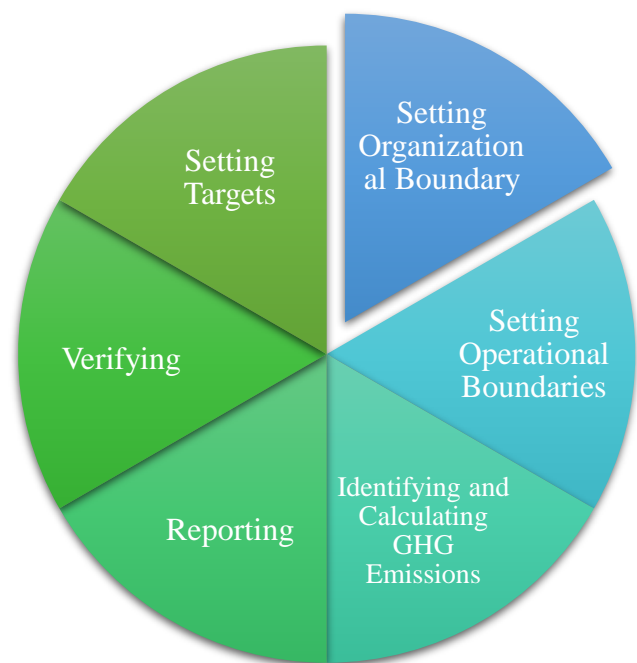 Setting
Organization
al Boundary
Setting
Operational
Boundaries
Identifying and
Calculating
GHG
Emissions
Reporting
Verifying
Setting
Targets